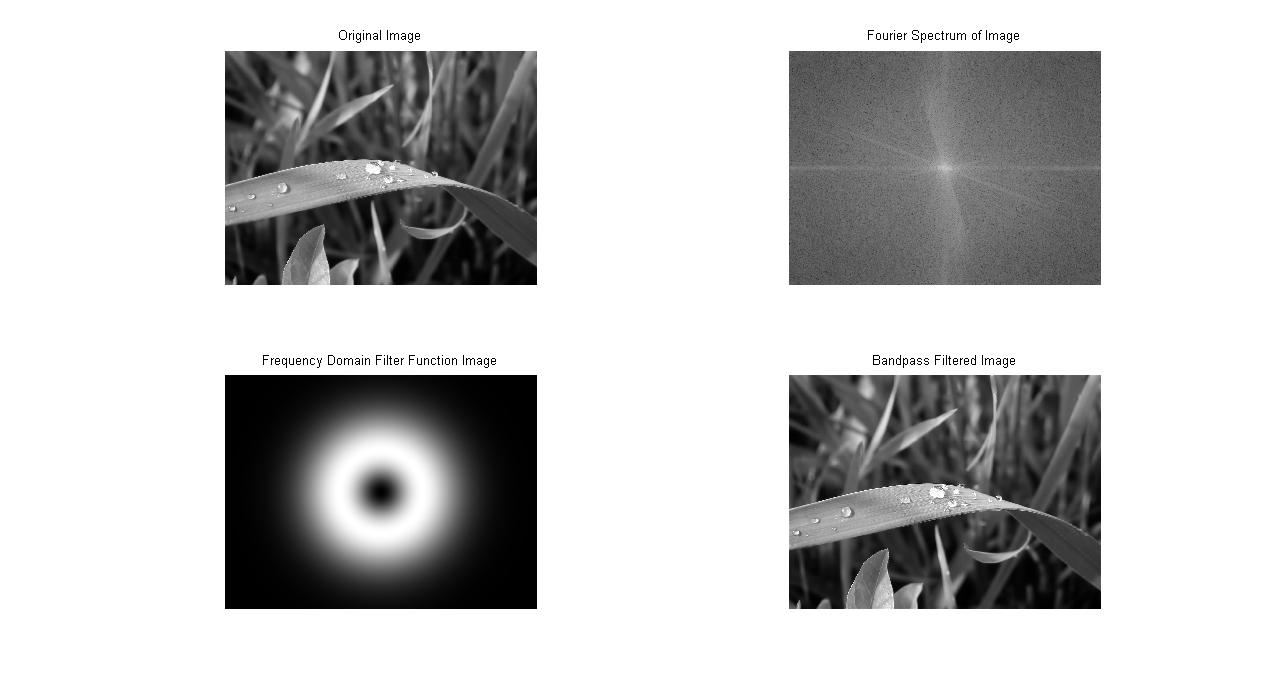 Original Image
Fourier Spectrum of Image
Frequency Domain Filter Function Image
Bandpass Filtered Image